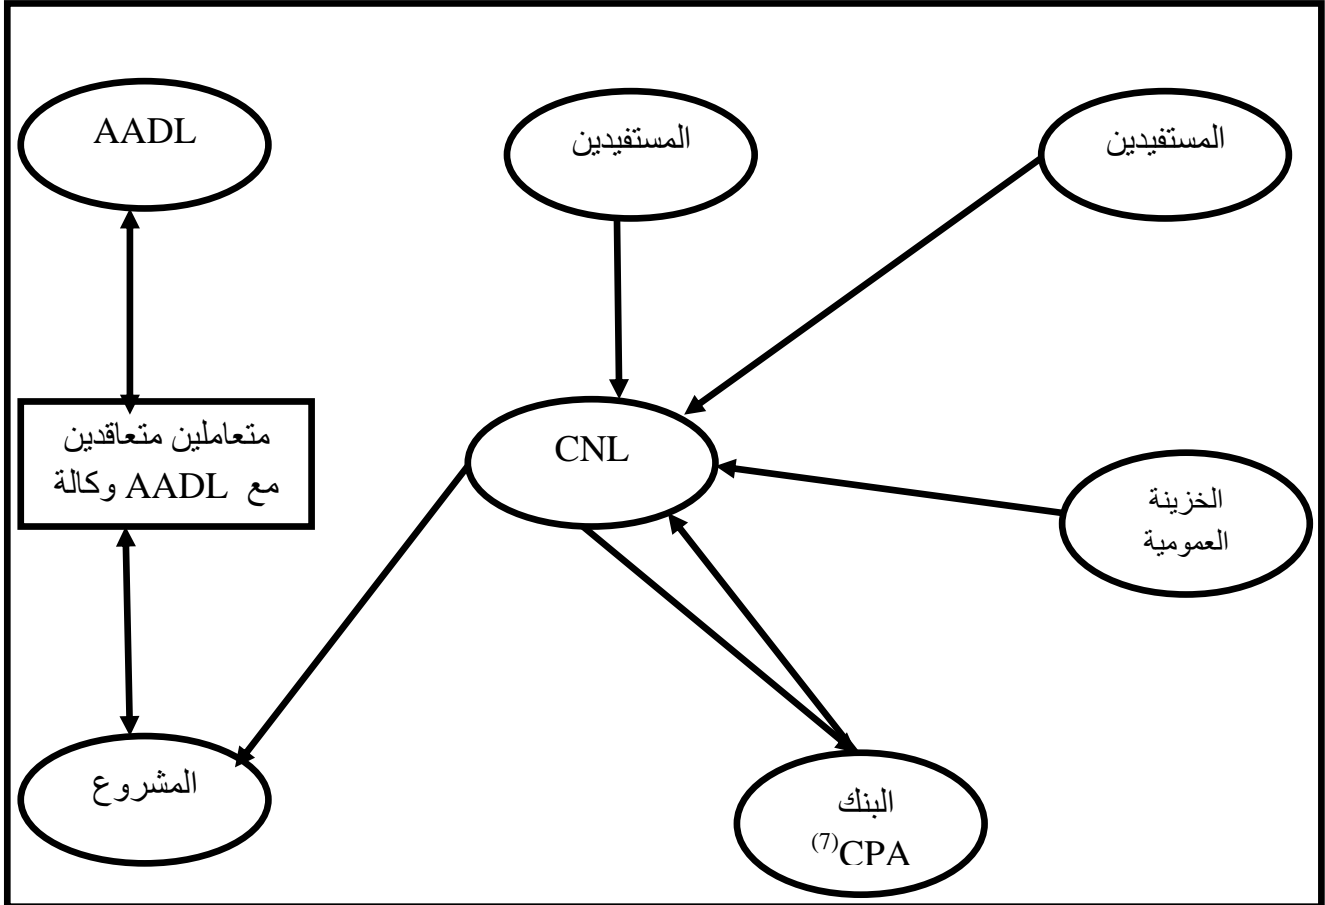 AADL
المستفيدين
المستفيدين
متعاملين متعاقدين
مع AADL وكالة
CNL
الخزينة
العمومية
المشروع
البنك
⁽⁷⁾CPA